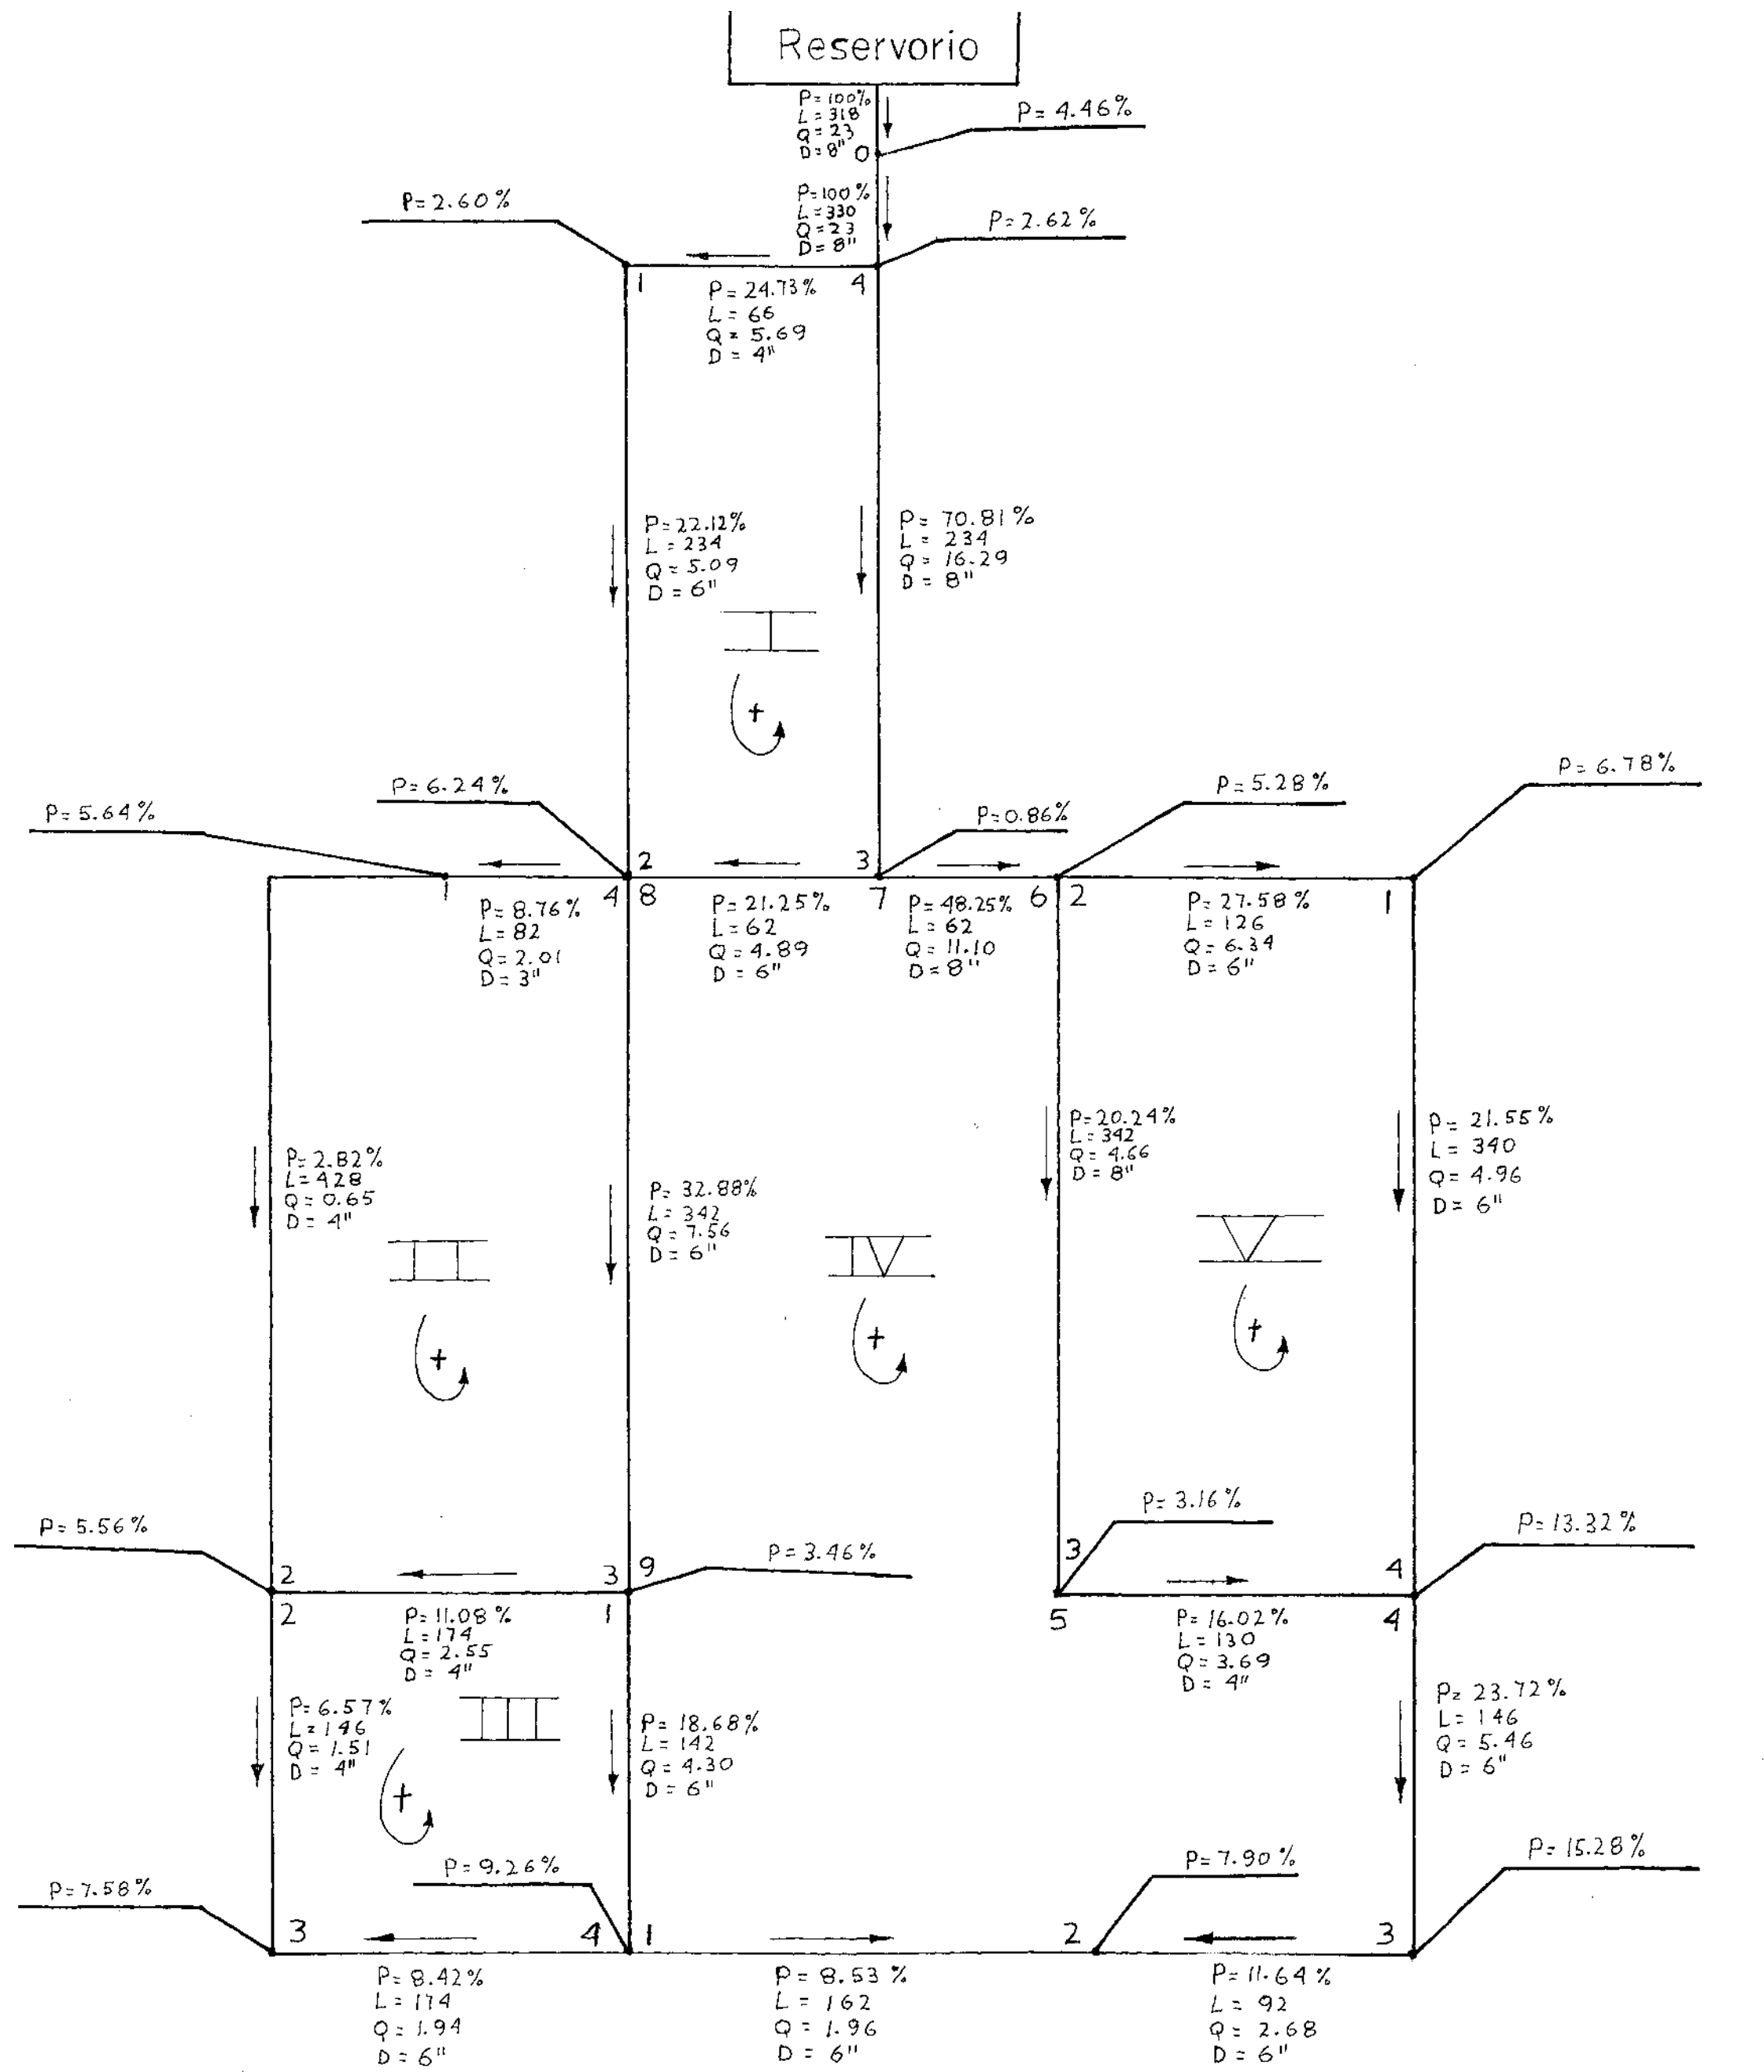 Reservorio
P=100%
L=318
Q=23
D=8"
0
P=4.46%
P=100%
L=330
Q=23
D=8"
P=2.60%
P=2.62%
1
4
P=24.73%
L=66
Q=5.69
D=4"
P=22.12%
L=234
Q=5.09
D=6"
P=70.81%
L=234
Q=16.29
D=8"
I
+
P=5.64%
P=6.24%
P=0.86%
P=5.28%
P=6.78%
2
3
1
4
8
7
6
2
1
P=8.76%
L=82
Q=2.01
D=3"
P=21.25%
L=62
Q=4.89
D=6"
P=48.25%
L=62
Q=11.10
D=8"
P=27.58%
L=126
Q=6.34
D=6"
P=2.82%
L=428
Q=0.65
D=4"
P=32.88%
L=342
Q=7.56
D=6"
P=20.24%
L=342
Q=4.66
D=8"
P=21.55%
L=340
Q=4.96
D=6"
II
+
IV
+
V
+
P=5.56%
P=3.46%
P=3.16%
P=13.32%
2
3
9
3
4
2
1
5
4
P=11.08%
L=174
Q=2.55
D=4"
P=16.02%
L=130
Q=3.69
D=4"
P=6.57%
L=146
Q=1.51
D=4"
III
+
P=18.68%
L=142
Q=4.30
D=6"
P=23.72%
L=146
Q=5.46
D=6"
P=7.58%
P=9.26%
P=7.90%
P=15.28%
3
4
1
2
3
P=8.42%
L=174
Q=1.94
D=6"
P=8.53%
L=162
Q=1.96
D=6"
P=11.64%
L=92
Q=2.68
D=6"